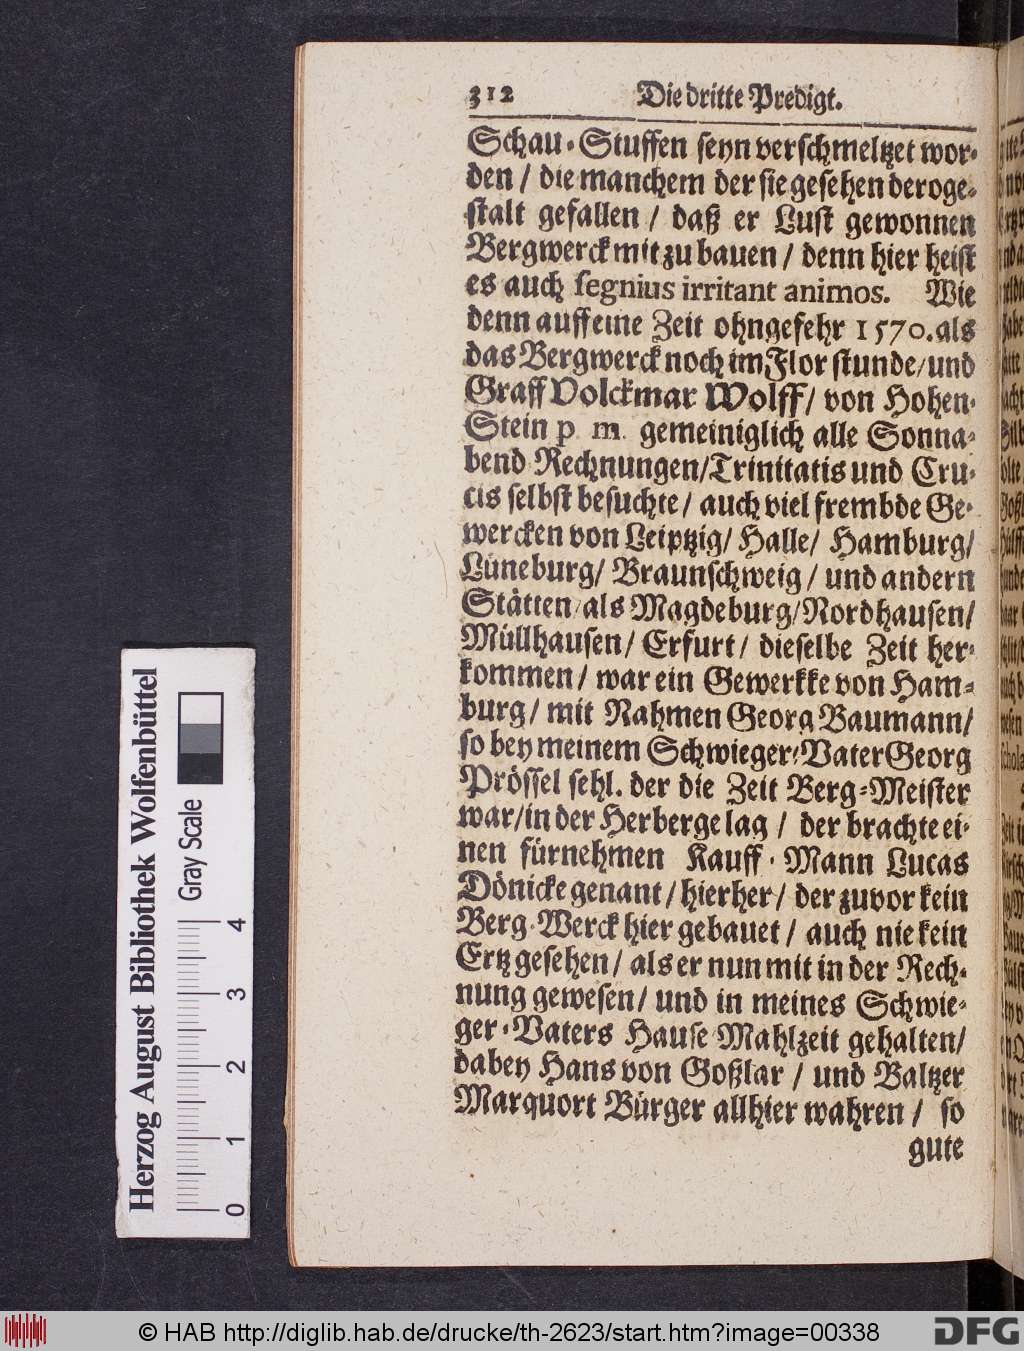 312 Die dritte Predigt.
Schau-Stuffen seyn verschmeltzet wor-
den / die manchem der sie gesehen deroge-
stalt gefallen / daß er Lust gewonnen
Bergwerck mit zu bauen / denn hier heist
es auch segnius irritant animos. Wie
denn auff eine Zeit ohngefehr 1570. als
das Bergwerck noch im Flor stunde / und
Graff Volckmar Wolff / von Hohen-
Stein p. m. gemeiniglich alle Sonna-
bend Rechnungen / Trinitatis und Cru-
cis selbst besuchte / auch viel frembde Ge-
wercken von Leiptzig / Halle / Hamburg /
Lüneburg / Braunschweig / und andern
Stätten / als Magdeburg / Nordhausen /
Müllhausen / Erfurt / dieselbe Zeit her-
kommen / war ein Gewerkke von Ham-
burg / mit Nahmen Georg Baumann /
so bey meinem Schwieger-Vater Georg
Prössel sehl. der die Zeit Berg-Meister
war / in der Herberge lag / der brachte ei-
nen fürnehmen Kauff-Mann Lucas
Dönicke genant / hierher / der zuvor kein
Berg-Werck hier gebauet / auch nie kein
Ertz gesehen / als er nun mit in der Rech-
nung gewesen / und in meines Schwie-
ger-Vaters Hause Mahlzeit gehalten /
dabey Hans von Goßlar / und Baltzer
Marquort Bürger allhier wahren / so
gute
Herzog August Bibliothek Wolfenbüttel
Gray Scale
0 1 2 3 4
© HAB http://diglib.hab.de/drucke/th-2623/start.htm?image=00338
DFG